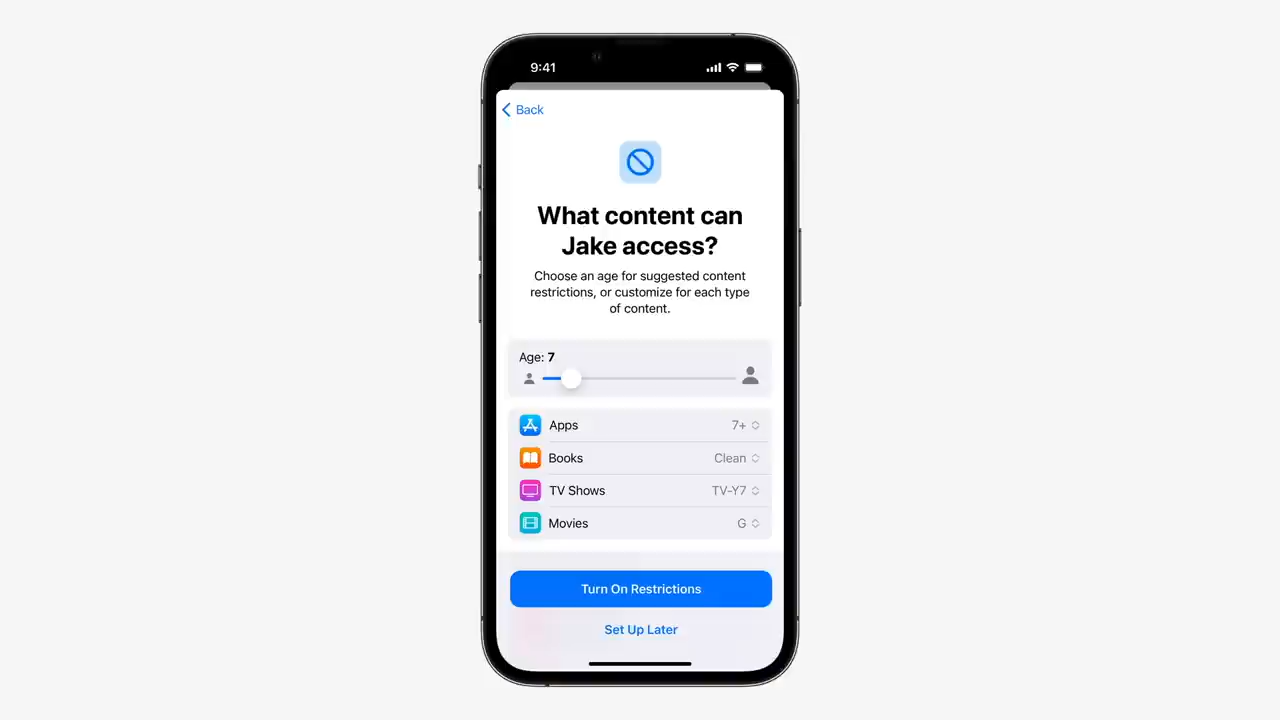 9:41
Back
What content can
Jake access?
Choose an age for suggested content
restrictions, or customize for each type
of content.
Age: 7
Apps 7+
Books Clean
TV Shows TV-Y7
Movies G
Turn On Restrictions
Set Up Later